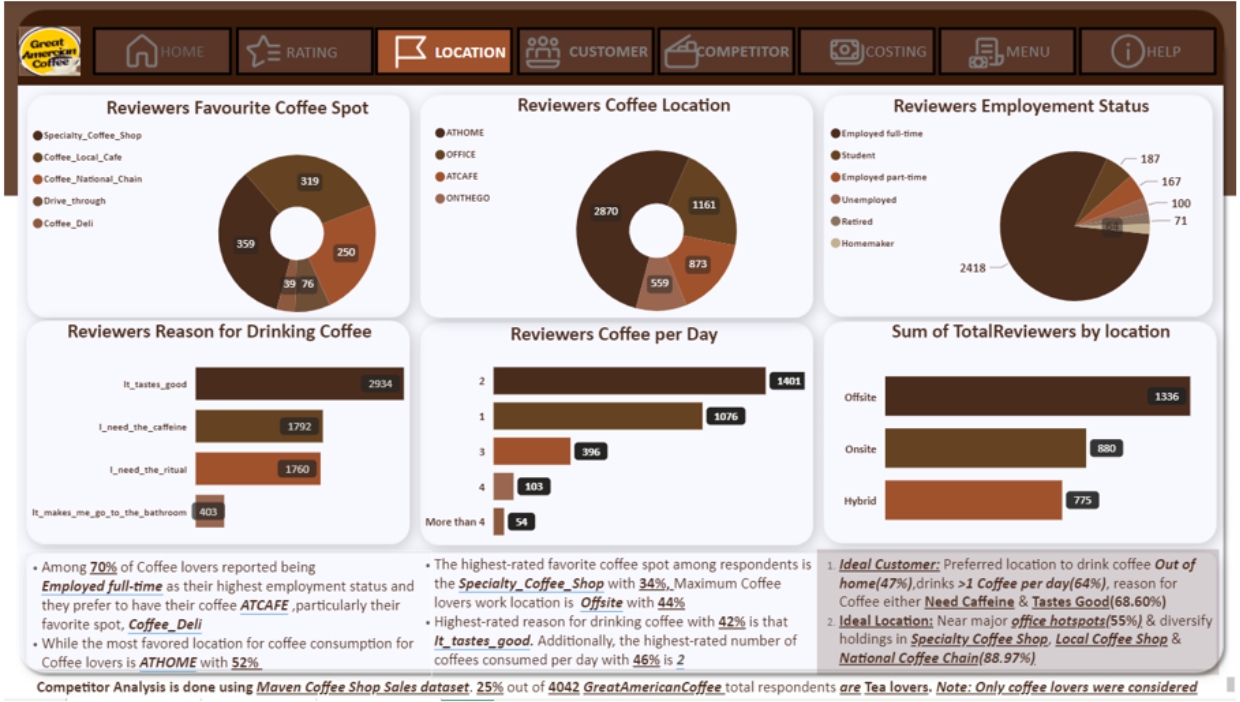 Great
American
Coffee
HOME
RATING
LOCATION
CUSTOMER
COMPETITOR
COSTING
MENU
HELP
Reviewers Favourite Coffee Spot
Specialty_Coffee_Shop
Coffee_Local_Cafe
Coffee_National_Chain
Drive_through
Coffee_Deli
319
359
250
39
76
Reviewers Coffee Location
ATHOME
OFFICE
ATCAFE
ONTHEGO
2870
1161
873
559
Reviewers Employement Status
Employed full-time
Student
Employed part-time
Unemployed
Retired
Homemaker
187
167
100
71
2418
Reviewers Reason for Drinking Coffee
It_tastes_good
2934
I_need_the_caffeine
1792
I_need_the_ritual
1760
It_makes_me_go_to_the_bathroom
403
Reviewers Coffee per Day
2
1401
1
1076
3
396
4
103
More than 4
54
Sum of TotalReviewers by location
Offsite
1336
Onsite
880
Hybrid
775
• Among 70% of Coffee lovers reported being
Employed full-time as their highest employment status and
they prefer to have their coffee ATCAFE ,particularly their
favorite spot, Coffee_Deli
• While the most favored location for coffee consumption for
Coffee lovers is ATHOME with 52%
• The highest-rated favorite coffee spot among respondents is
the Specialty_Coffee_Shop with 34%, Maximum Coffee
lovers work location is Offsite with 44%
• Highest-rated reason for drinking coffee with 42% is that
It_tastes_good. Additionally, the highest-rated number of
coffees consumed per day with 46% is 2
1. Ideal Customer: Preferred location to drink coffee Out of
home(47%),drinks >1 Coffee per day(64%), reason for
Coffee either Need Caffeine & Tastes Good(68.60%)
2. Ideal Location: Near major office hotspots(55%) & diversify
holdings in Specialty Coffee Shop, Local Coffee Shop &
National Coffee Chain(88.97%)
Competitor Analysis is done using Maven Coffee Shop Sales dataset. 25% out of 4042 GreatAmericanCoffee total respondents are Tea lovers. Note: Only coffee lovers were considered